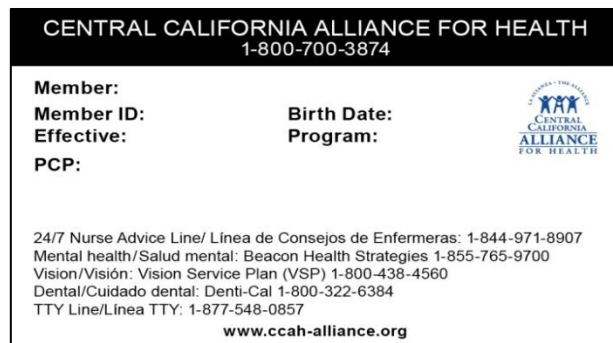 CENTRAL CALIFORNIA ALLIANCE FOR HEALTH
1-800-700-3874
Member:
LA ALIANZA • THE ALLIANCE
CENTRAL
CALIFORNIA
ALLIANCE
FOR HEALTH
Member ID: Birth Date:
Effective: Program:
PCP:
24/7 Nurse Advice Line/ Línea de Consejos de Enfermeras: 1-844-971-8907
Mental health/Salud mental: Beacon Health Strategies 1-855-765-9700
Vision/Visión: Vision Service Plan (VSP) 1-800-438-4560
Dental/Cuidado dental: Denti-Cal 1-800-322-6384
TTY Line/Línea TTY: 1-877-548-0857
www.ccah-alliance.org